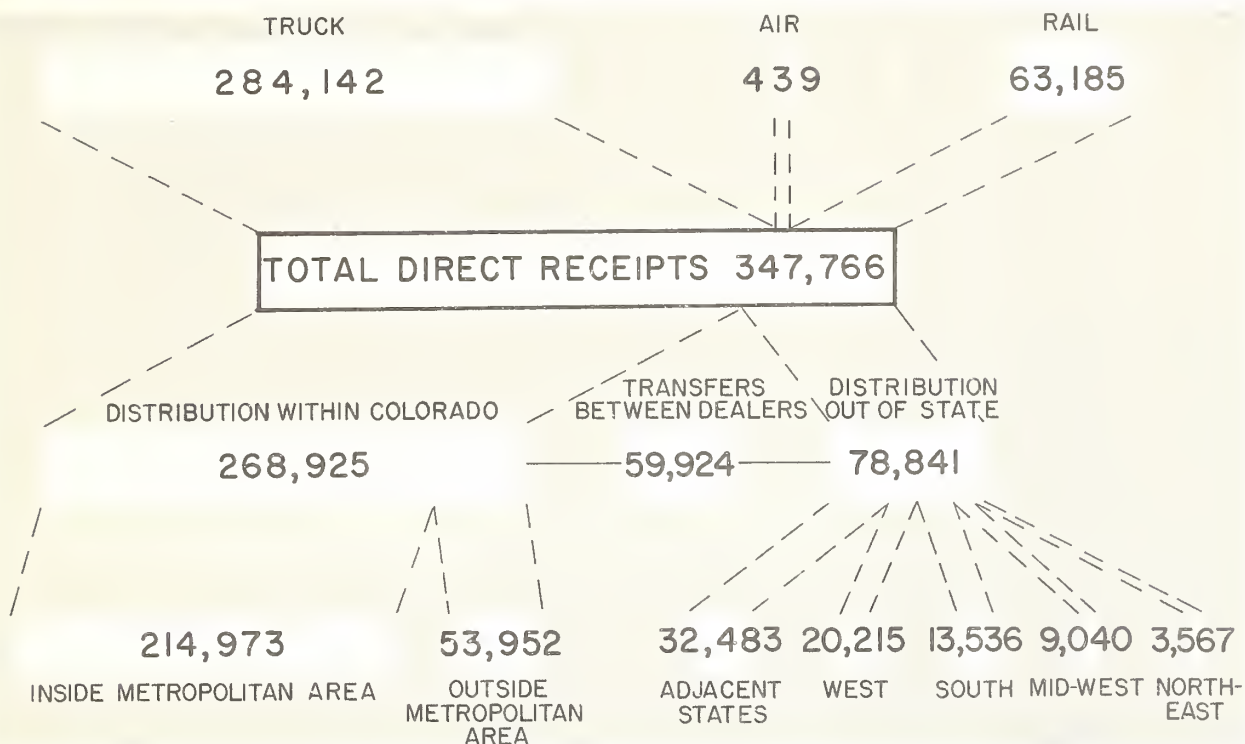 TRUCK AIR RAIL
284,142 439 63,185
TOTAL DIRECT RECEIPTS 347,766
DISTRIBUTION WITHIN COLORADO
268,925
TRANSFERS
BETWEEN DEALERS
59,924
DISTRIBUTION
OUT OF STATE
78,841
214,973
INSIDE METROPOLITAN AREA
53,952
OUTSIDE
METROPOLITAN
AREA
32,483
ADJACENT
STATES
20,215
WEST
13,536
SOUTH
9,040
MID-WEST
3,567
NORTH-
EAST